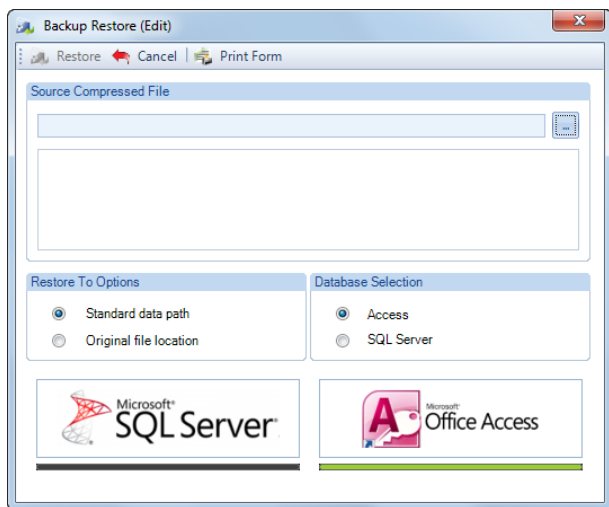 Backup Restore (Edit)
Restore Cancel Print Form
Source Compressed File
...
Restore To Options
Standard data path
Original file location
Database Selection
Access
SQL Server
Microsoft®
SQL Server®
Microsoft®
Office Access